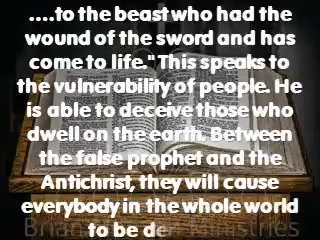 ....to the beast who had the
wound of the sword and has
come to life." This speaks to
the vulnerability of people. He
is able to deceive those who
dwell on the earth. Between
the false prophet and the
Antichrist, they will cause
everybody in the whole world
to be de
Ministries